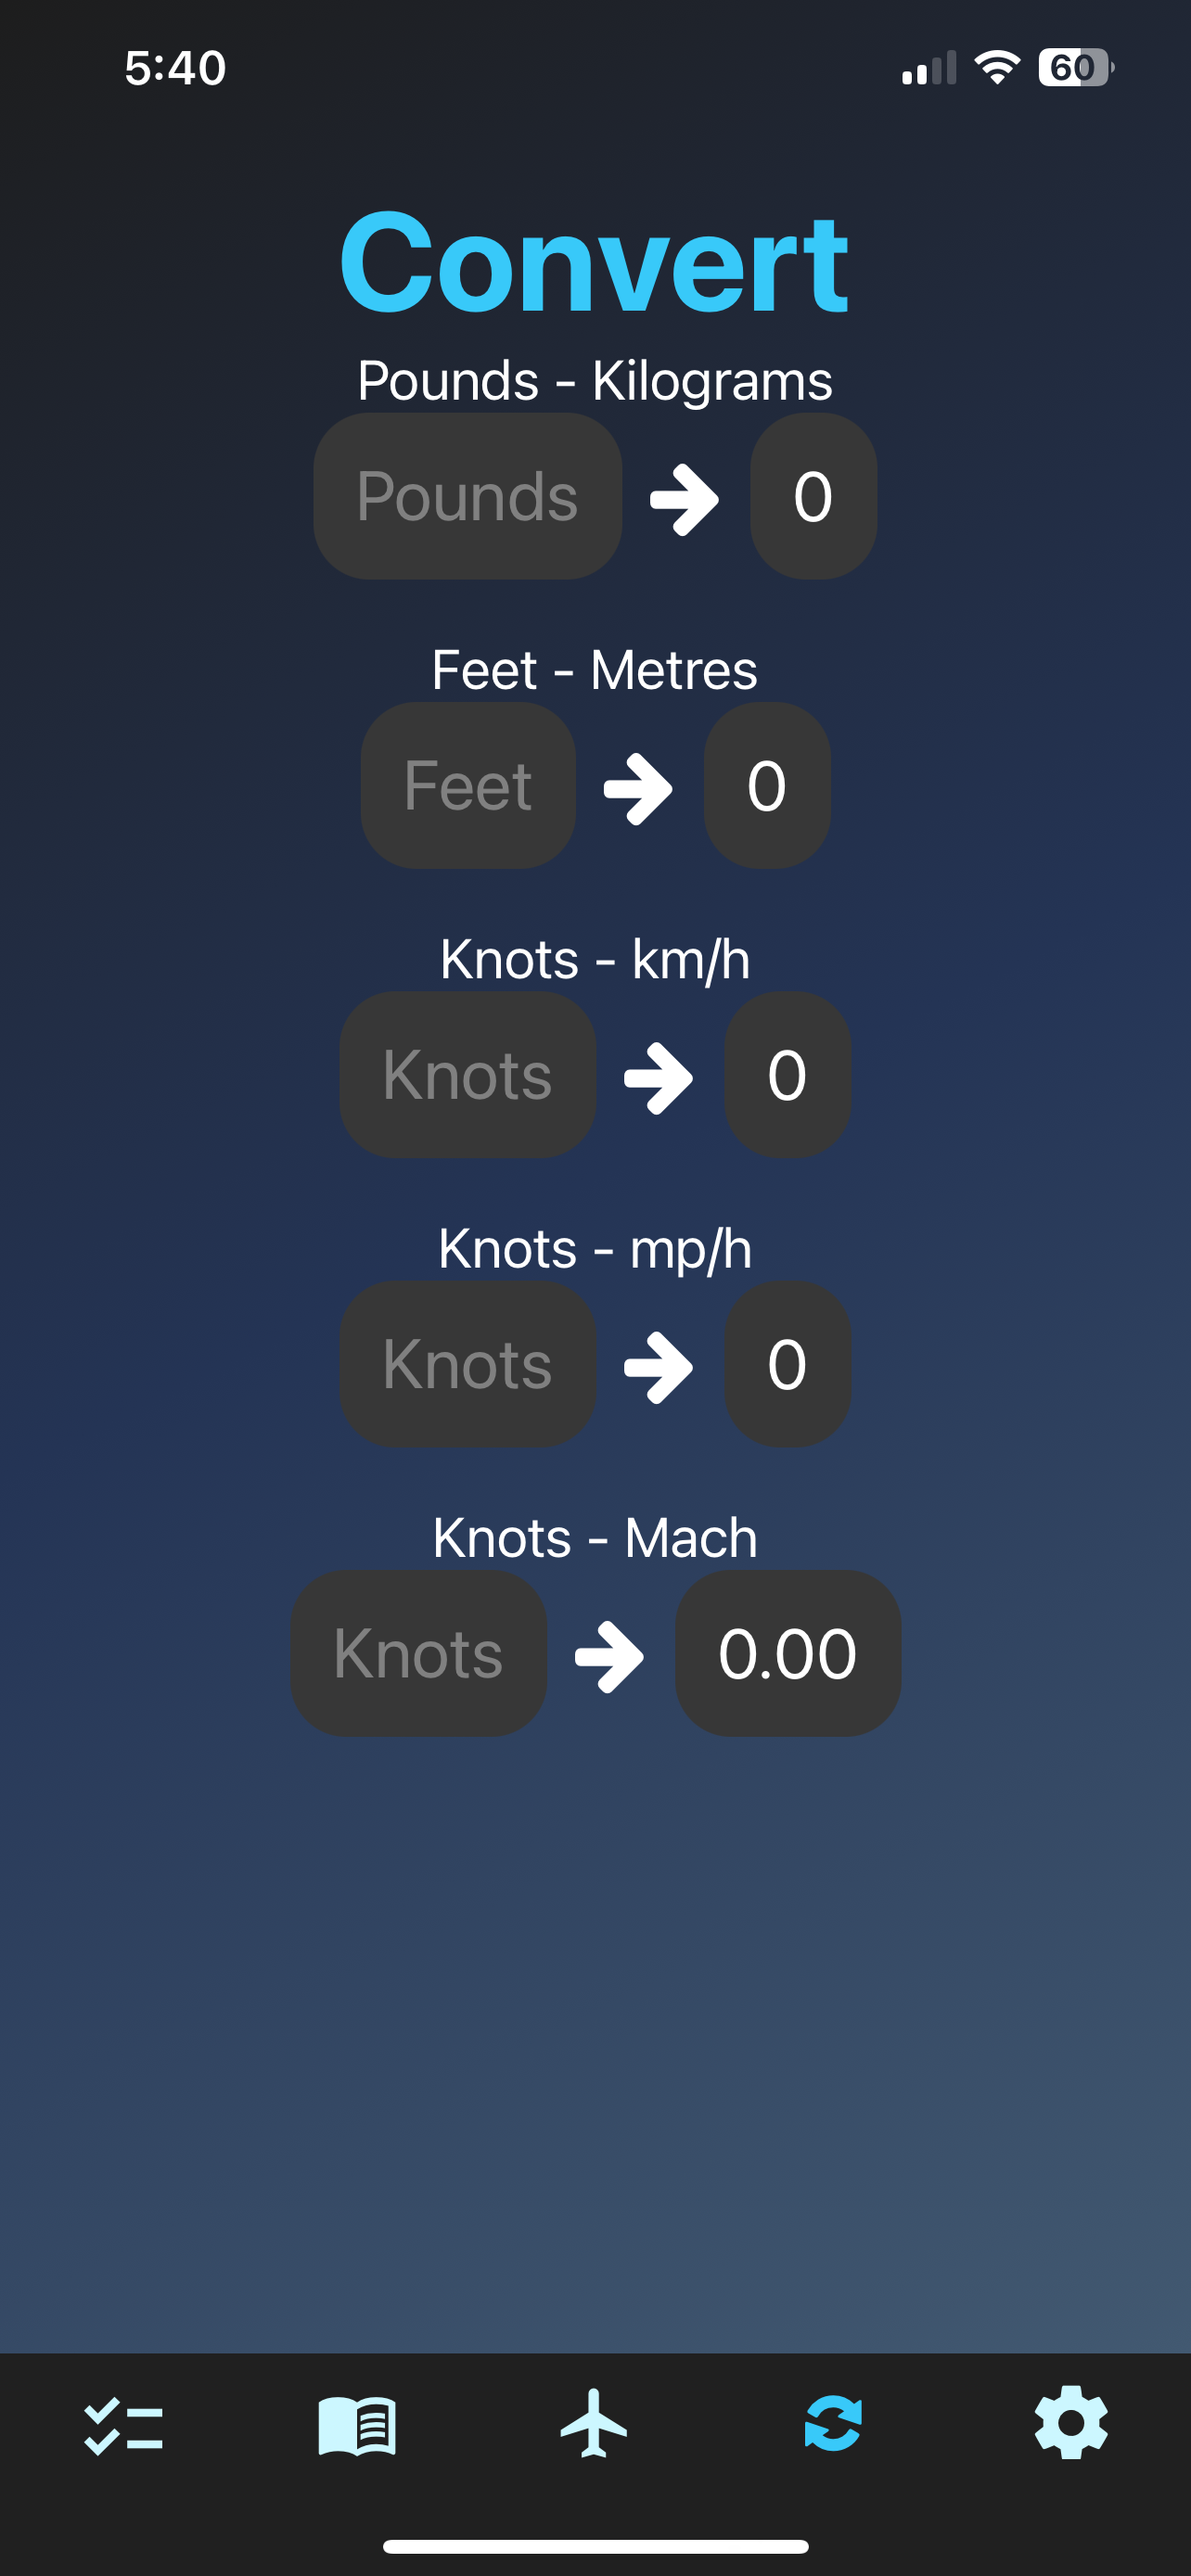 5:40
60
Convert
Pounds - Kilograms
Pounds 0
Feet - Metres
Feet 0
Knots - km/h
Knots 0
Knots - mp/h
Knots 0
Knots - Mach
Knots 0.00